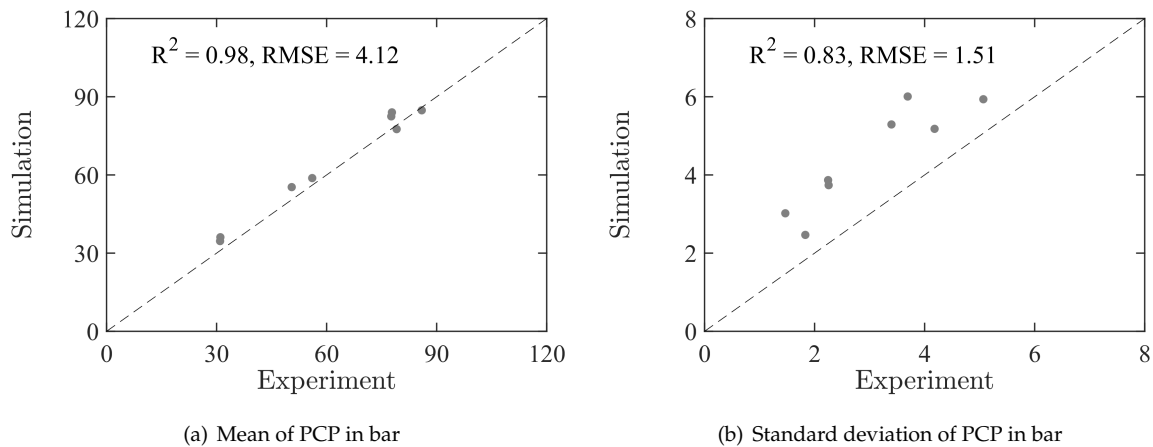 R² = 0.98, RMSE = 4.12
120
90
60
30
0
Simulation
0 30 60 90 120
Experiment
(a) Mean of PCP in bar
R² = 0.83, RMSE = 1.51
8
6
4
2
0
Simulation
0 2 4 6 8
Experiment
(b) Standard deviation of PCP in bar